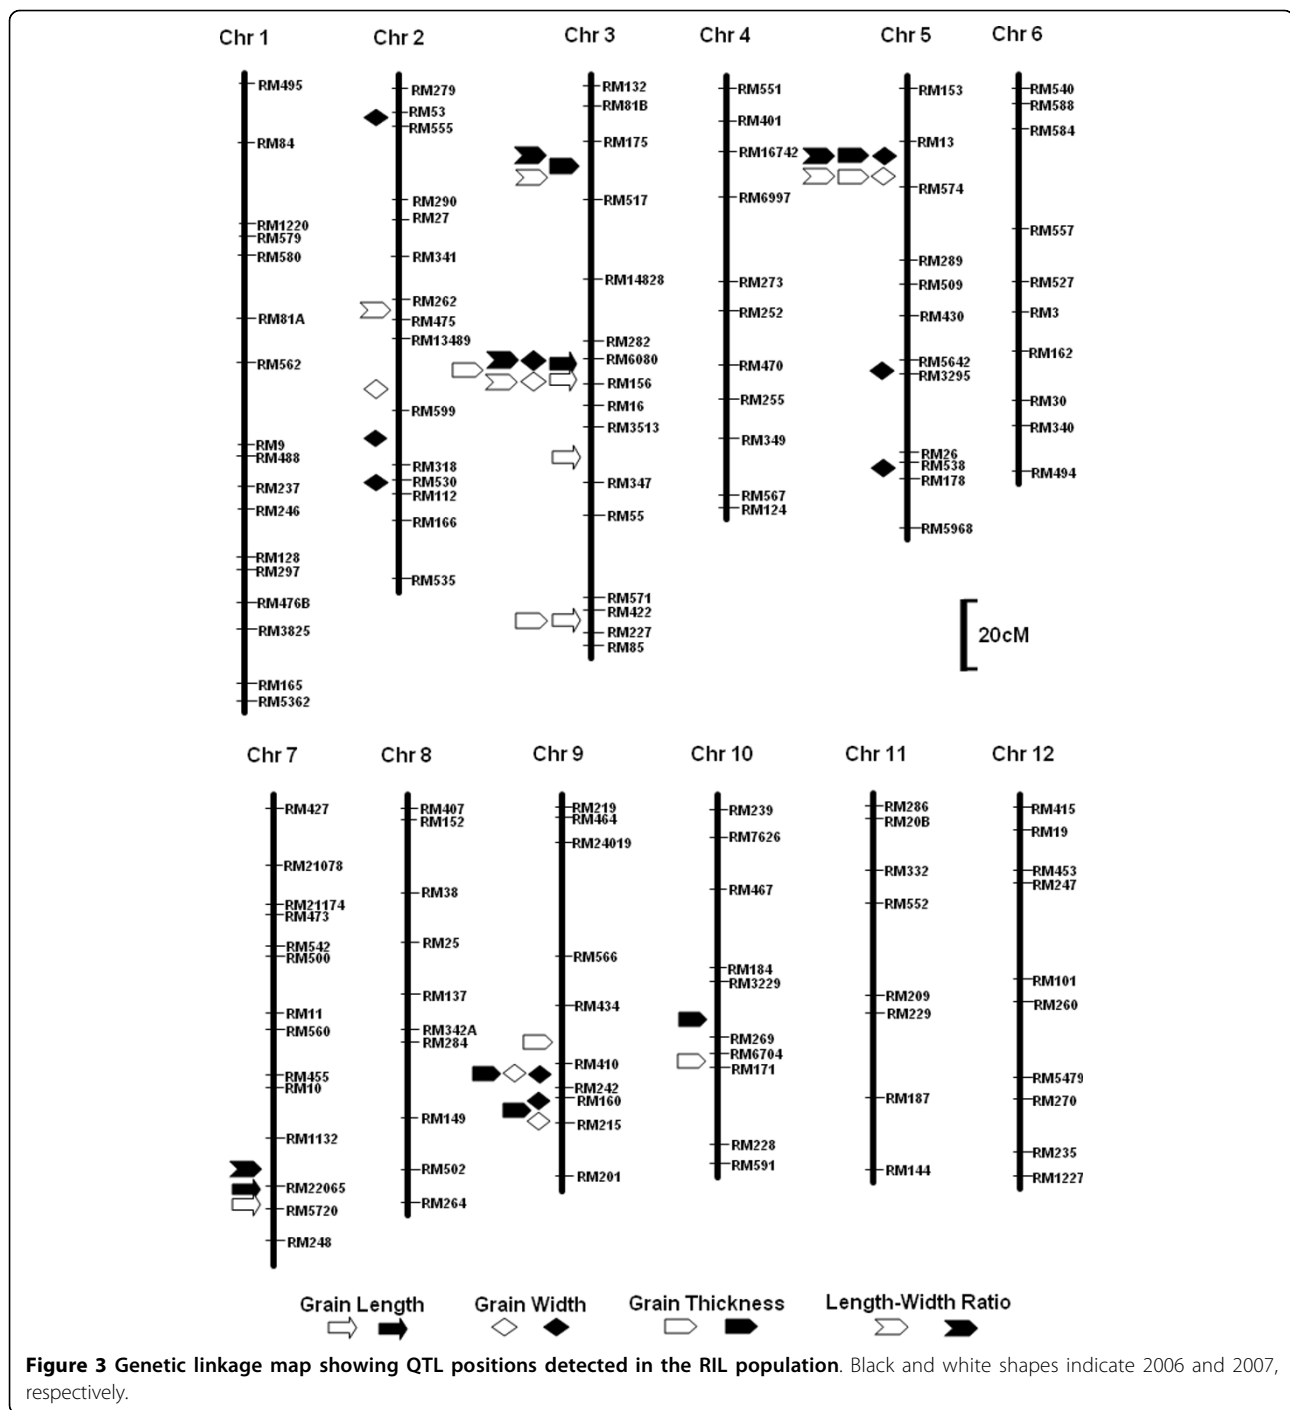 Chr 1
Chr 2
Chr 3
Chr 4
Chr 5
Chr 6
RM495
RM84
RM1220
RM579
RM580
RM81A
RM562
RM9
RM488
RM237
RM246
RM128
RM297
RM476B
RM3825
RM165
RM5362
RM279
RM53
RM555
RM290
RM27
RM341
RM262
RM475
RM13489
RM599
RM318
RM530
RM112
RM166
RM535
RM132
RM81B
RM175
RM517
RM14828
RM282
RM6080
RM156
RM16
RM3513
RM347
RM55
RM571
RM422
RM227
RM85
RM551
RM401
RM16742
RM6997
RM273
RM252
RM470
RM255
RM349
RM567
RM124
RM153
RM13
RM574
RM289
RM509
RM430
RM5642
RM3295
RM26
RM538
RM178
RM5968
RM540
RM588
RM584
RM557
RM527
RM3
RM162
RM30
RM340
RM494
20cM
Chr 7
Chr 8
Chr 9
Chr 10
Chr 11
Chr 12
RM427
RM21078
RM21174
RM473
RM542
RM500
RM11
RM560
RM455
RM10
RM1132
RM22065
RM5720
RM248
RM407
RM152
RM38
RM25
RM137
RM342A
RM284
RM149
RM502
RM264
RM219
RM464
RM24019
RM566
RM434
RM410
RM242
RM160
RM215
RM201
RM239
RM7626
RM467
RM184
RM3229
RM269
RM6704
RM171
RM228
RM591
RM286
RM20B
RM332
RM552
RM209
RM229
RM187
RM144
RM415
RM19
RM453
RM247
RM101
RM260
RM5479
RM270
RM235
RM1227
Grain Length
Grain Width
Grain Thickness
Length-Width Ratio
Figure 3 Genetic linkage map showing QTL positions detected in the RIL population. Black and white shapes indicate 2006 and 2007,
respectively.